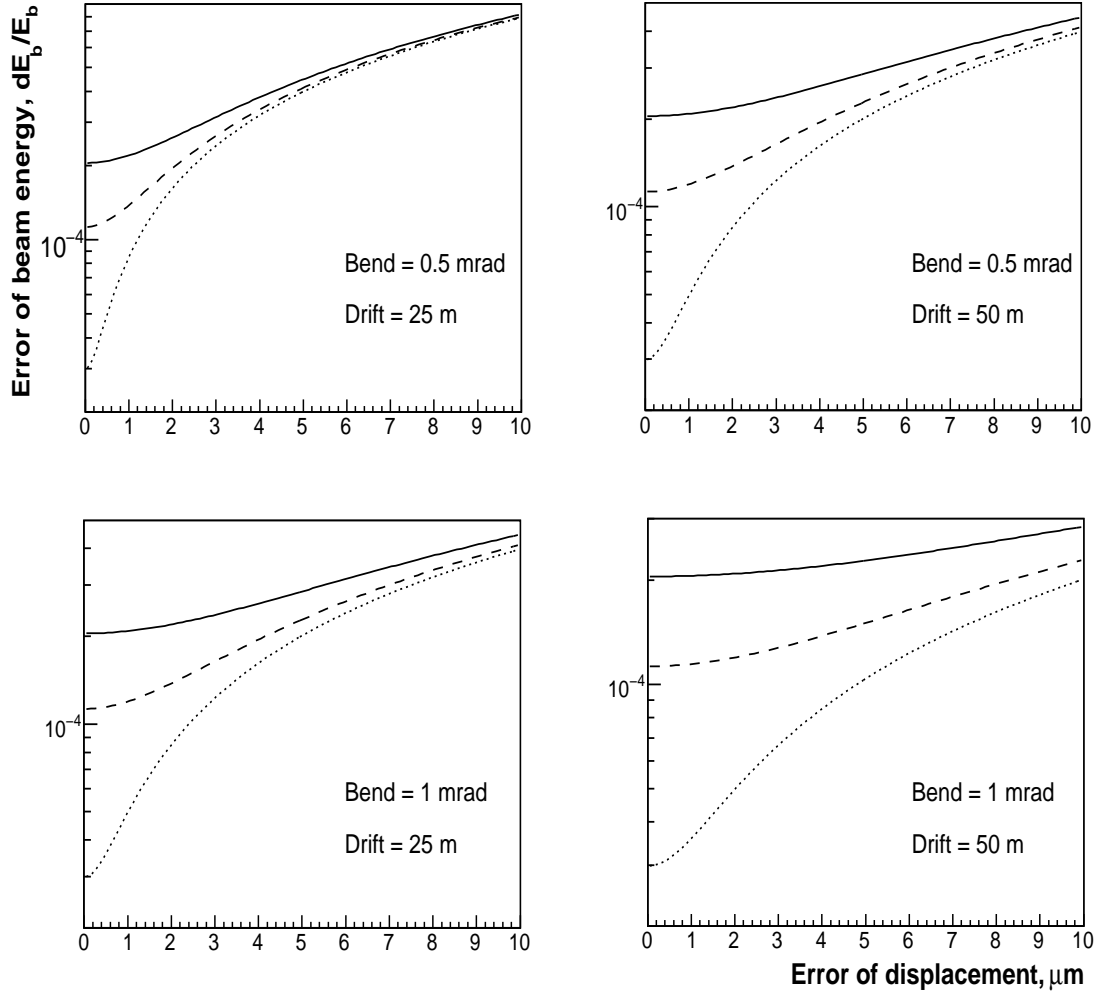 Error of beam energy, dE_b/E_b
10⁻⁴
Bend = 0.5 mrad
Drift = 25 m
0 1 2 3 4 5 6 7 8 9 10
10⁻⁴
Bend = 0.5 mrad
Drift = 50 m
0 1 2 3 4 5 6 7 8 9 10
10⁻⁴
Bend = 1 mrad
Drift = 25 m
0 1 2 3 4 5 6 7 8 9 10
10⁻⁴
Bend = 1 mrad
Drift = 50 m
0 1 2 3 4 5 6 7 8 9 10
Error of displacement, μm